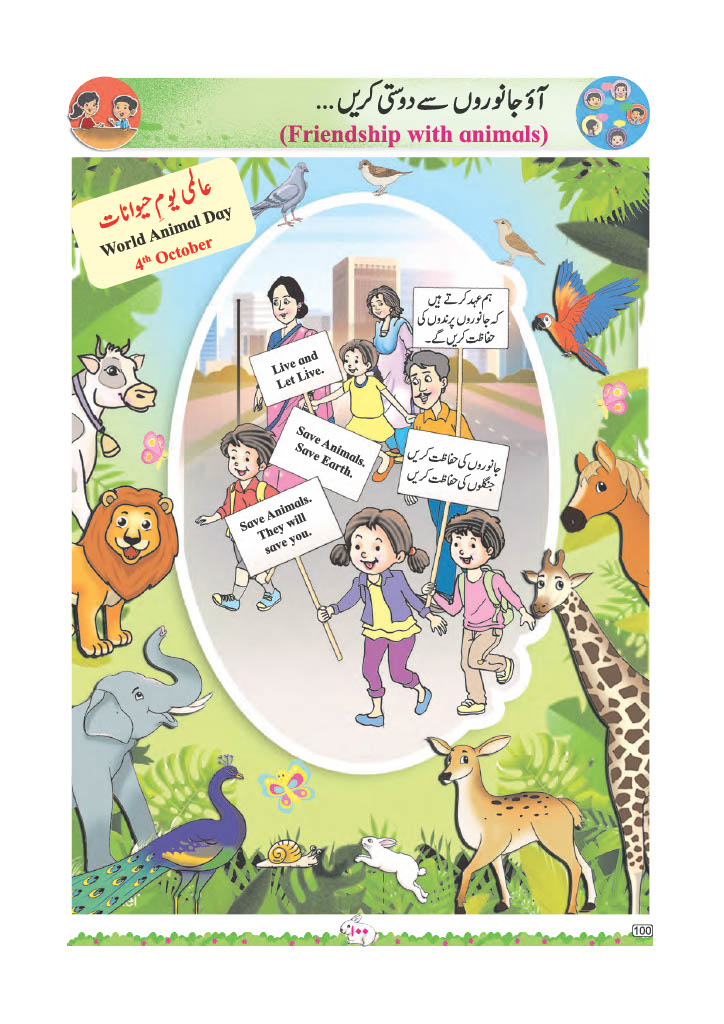 آؤ جانوروں سے دوستی کریں ...
(Friendship with animals)
عالمی یومِ حیوانات
World Animal Day
4th October
ہم عہد کرتے ہیں
کہ جانوروں پرندوں کی
حفاظت کریں گے۔
Live and
Let Live.
Save Animals.
Save Earth.
جانوروں کی حفاظت کریں
جنگلوں کی حفاظت کریں
Save Animals.
They will
save you.
۱۰۰
100